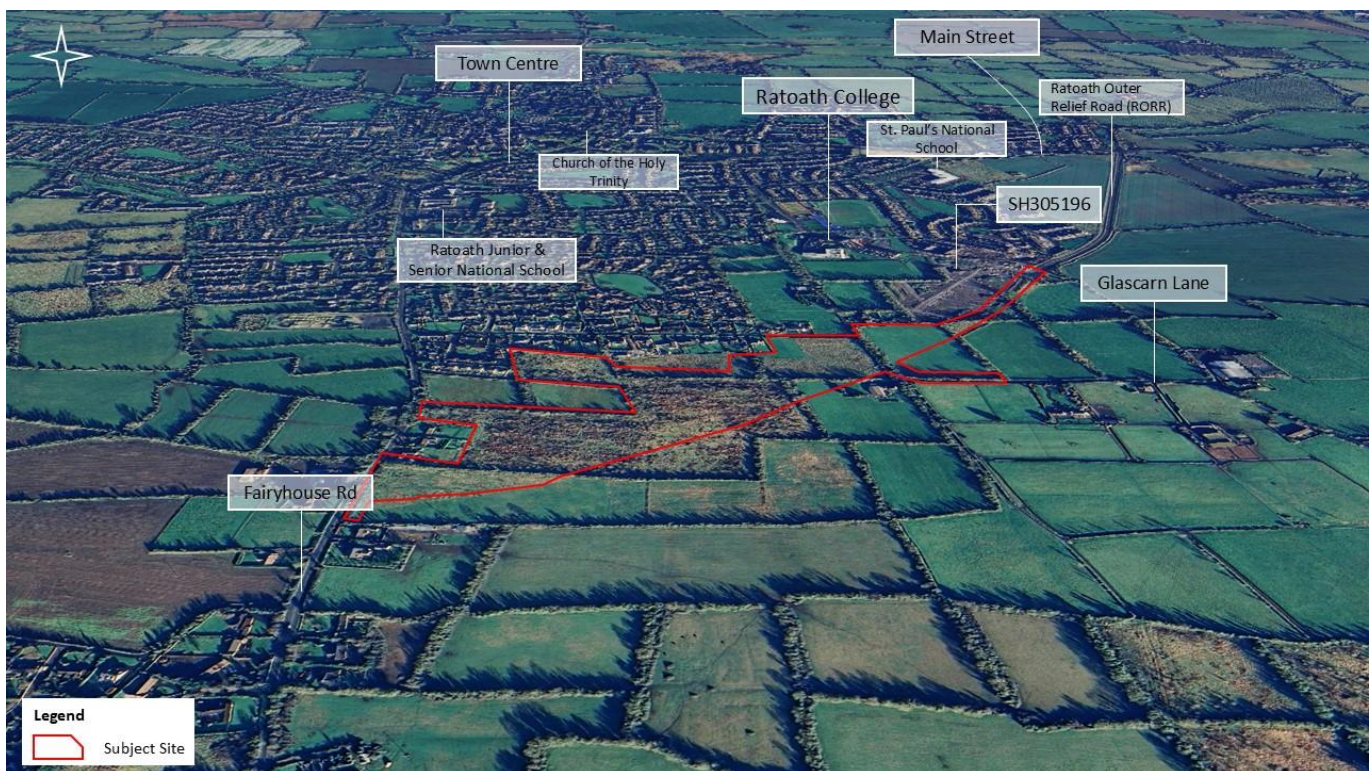 Main Street
Town Centre
Ratoath College
Ratoath Outer
Relief Road (RORR)
St. Paul's National
School
Church of the Holy
Trinity
SH305196
Ratoath Junior &
Senior National School
Glascarn Lane
Fairyhouse Rd
Legend
Subject Site